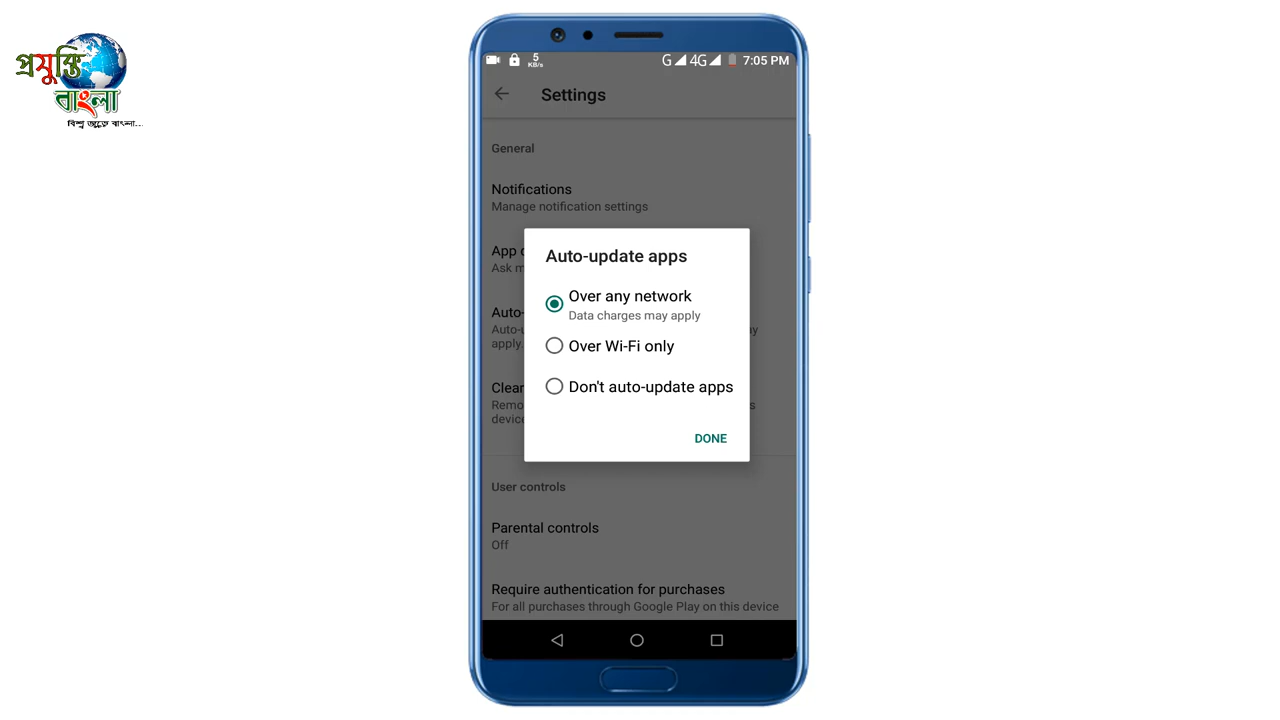 প্রযুক্তি
বাংলা
বিশ্ব জুড়ে বাংলা...
5
KB/s
G 4G 7:05 PM
Settings
General
Notifications
Manage notification settings
App
Ask
Auto-update apps
Over any network
Data charges may apply
Over Wi-Fi only
Don't auto-update apps
DONE
Auto-
Auto-
apply.
Clear
device
User controls
Parental controls
Off
Require authentication for purchases
For all purchases through Google Play on this device